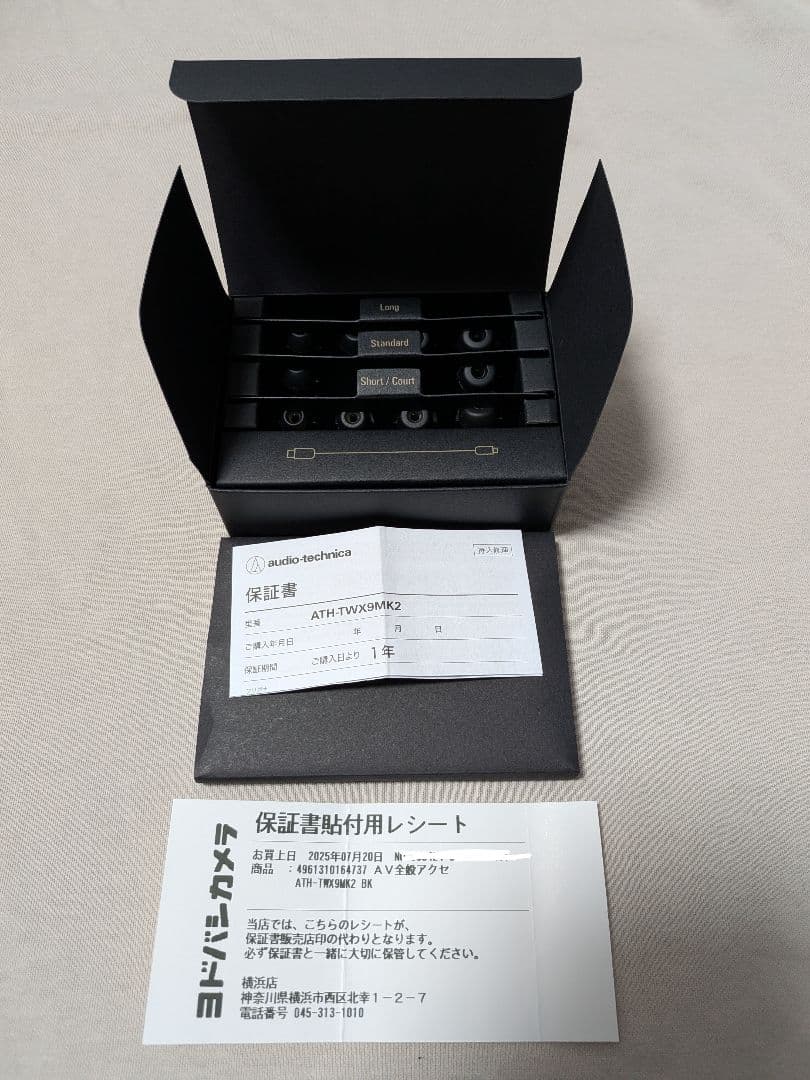 Long
Standard
Short / Court
audio-technica
持込修理
保証書
型番 ATH-TWX9MK2
ご購入年月日 年 月 日
保証期間 ご購入日より 1年
ヨドバシカメラ
保証書貼付用レシート
お買上日 2025年07月20日
商品 :4961310164737 AV全般アクセ
ATH-TWX9MK2 BK
当店では、こちらのレシートが、
保証書販売店印の代わりとなります。
必ず保証書と一緒に大切に保管してください。
横浜店
神奈川県横浜市西区北幸1-2-7
電話番号 045-313-1010